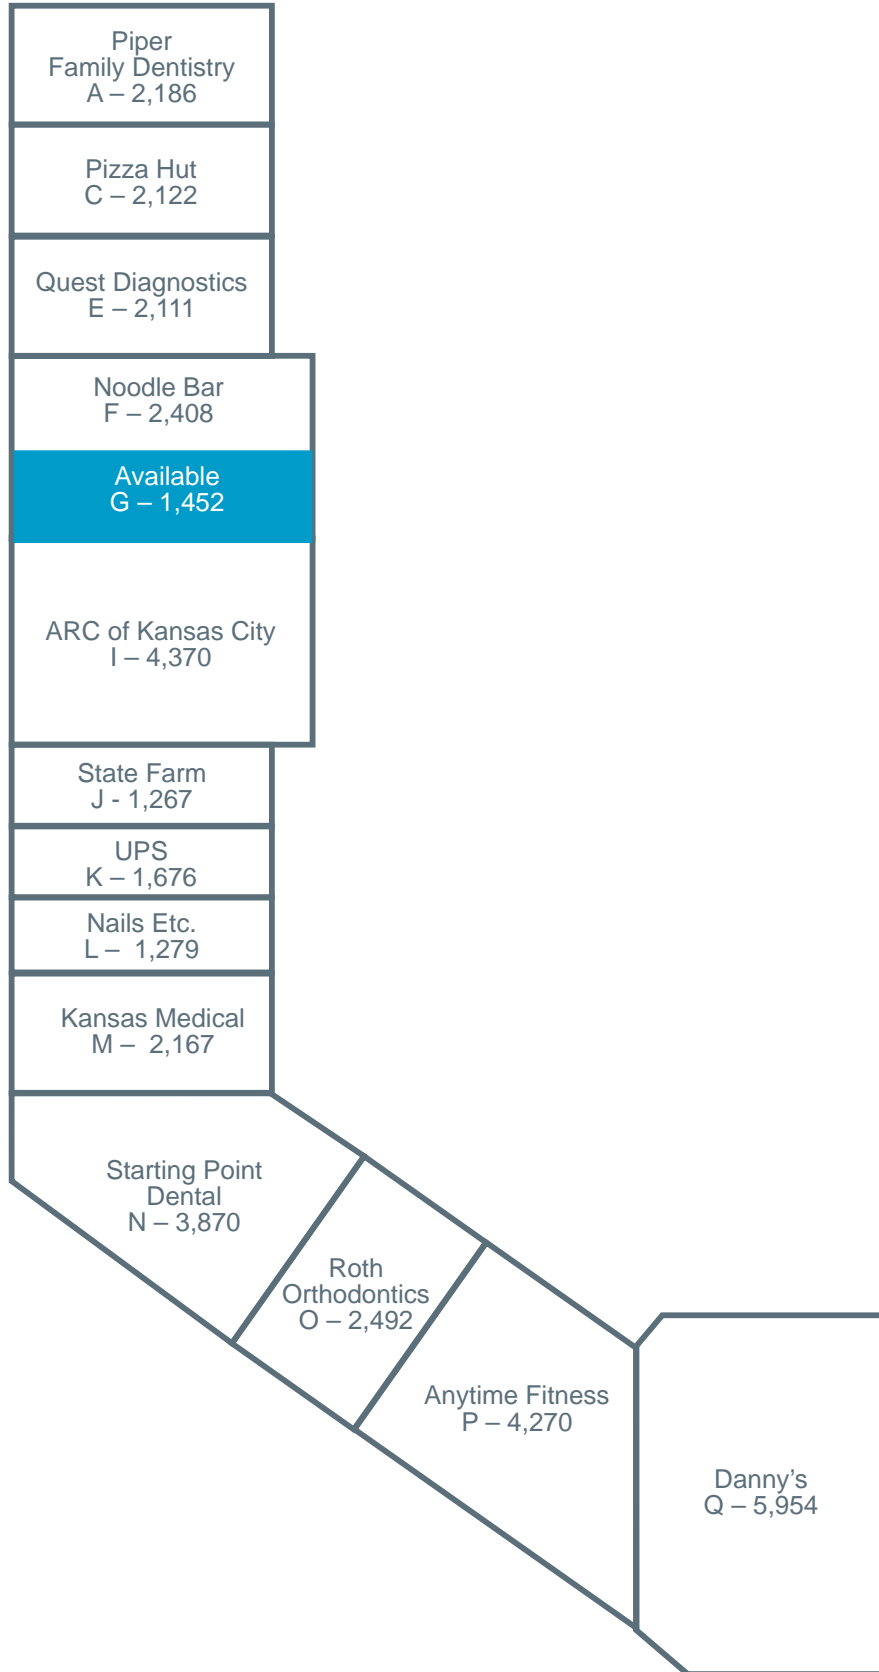 Piper
Family Dentistry
A – 2,186
Pizza Hut
C – 2,122
Quest Diagnostics
E – 2,111
Noodle Bar
F – 2,408
Available
G – 1,452
ARC of Kansas City
I – 4,370
State Farm
J - 1,267
UPS
K – 1,676
Nails Etc.
L –  1,279
Kansas Medical
M –  2,167
Starting Point
Dental
N – 3,870
Roth
Orthodontics
O – 2,492
Anytime Fitness
P – 4,270
Danny’s
Q – 5,954